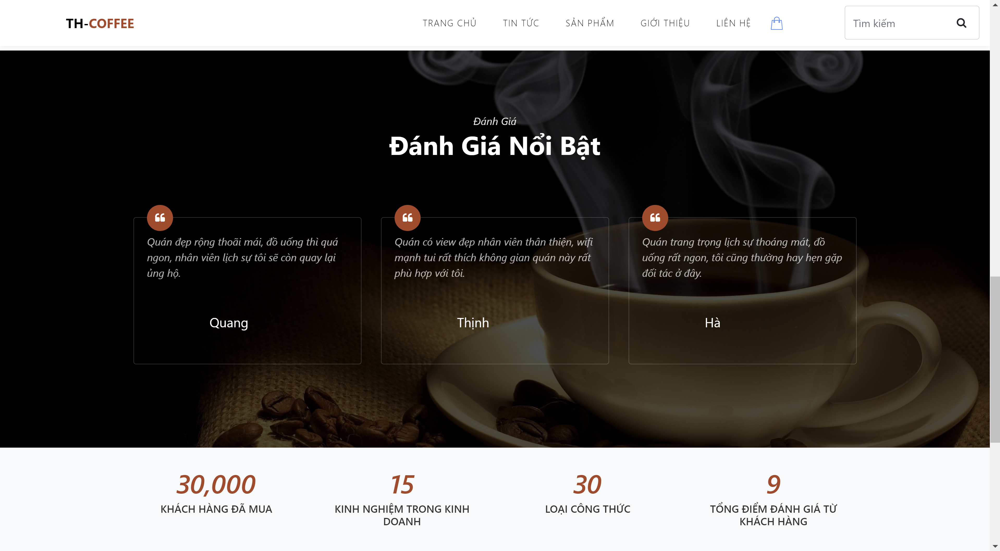 TH-COFFEE
TRANG CHỦ
TIN TỨC
SẢN PHẨM
GIỚI THIỆU
LIÊN HỆ
Tìm kiếm
Đánh Giá
Đánh Giá Nổi Bật
Quán đẹp rộng thoãi mái, đồ uống thì quá
ngon, nhân viên lịch sự tôi sẽ còn quay lại
ủng hộ.
Quang
Quán có view đẹp nhân viên thân thiện, wifi
mạnh tui rất thích không gian quán này rất
phù hợp với tôi.
Thịnh
Quán trang trọng lịch sự thoáng mát, đồ
uống rất ngon, tôi cũng thường hay hẹn gặp
đối tác ở đây.
Hà
30,000
KHÁCH HÀNG ĐÃ MUA
15
KINH NGHIỆM TRONG KINH
DOANH
30
LOẠI CÔNG THỨC
9
TỔNG ĐIỂM ĐÁNH GIÁ TỪ
KHÁCH HÀNG